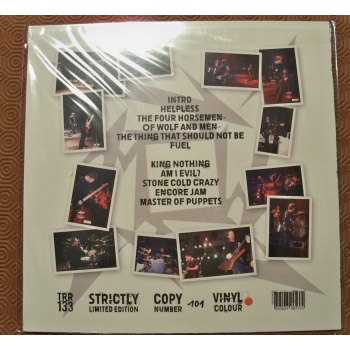 INTRO
HELPLESS
THE FOUR HORSEMEN
OF WOLF AND MEN
THE THING THAT SHOULD NOT BE
FUEL
KING NOTHING
AM I EVIL?
STONE COLD CRAZY
ENCORE JAM
MASTER OF PUPPETS
TRR
133
STRICTLY
LIMITED EDITION
COPY
NUMBER 101
VINYL
COLOUR